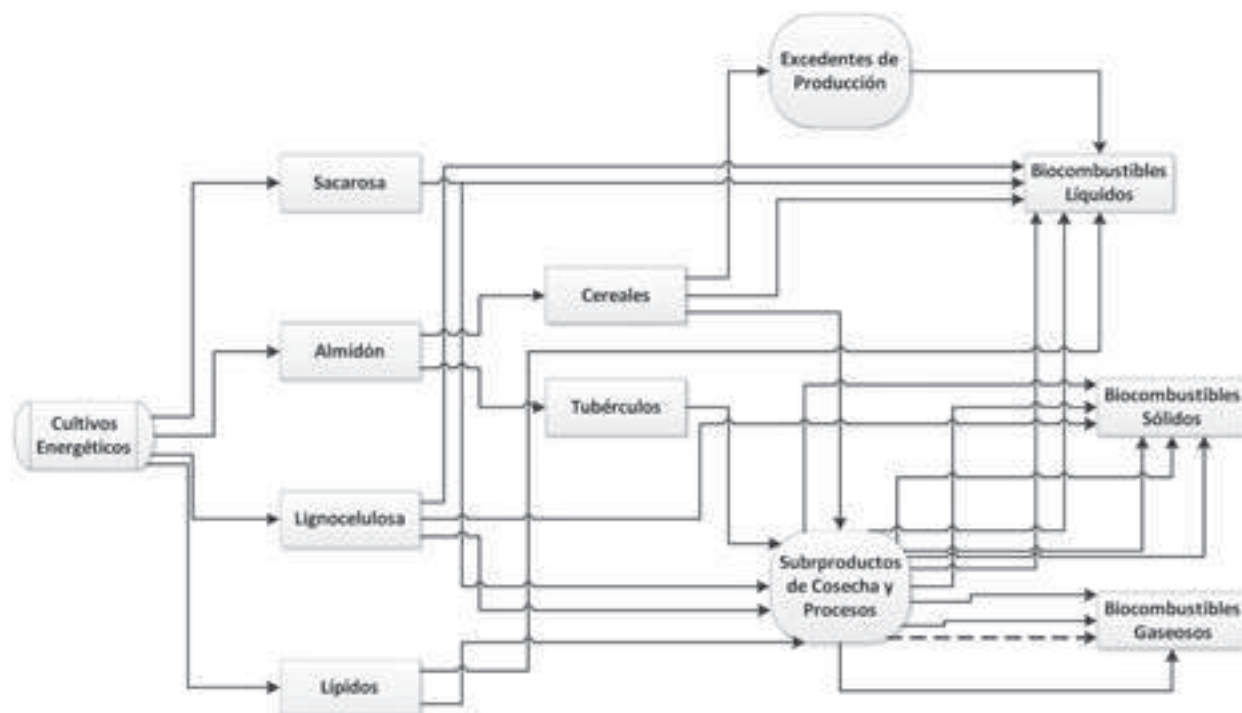 Excedentes de
Producción
Sacarosa
Biocombustibles
Líquidos
Cereales
Almidón
Tubérculos
Biocombustibles
Sólidos
Cultivos
Energéticos
Lignocelulosa
Subrproductos
de Cosecha y
Procesos
Biocombustibles
Gaseosos
Lípidos